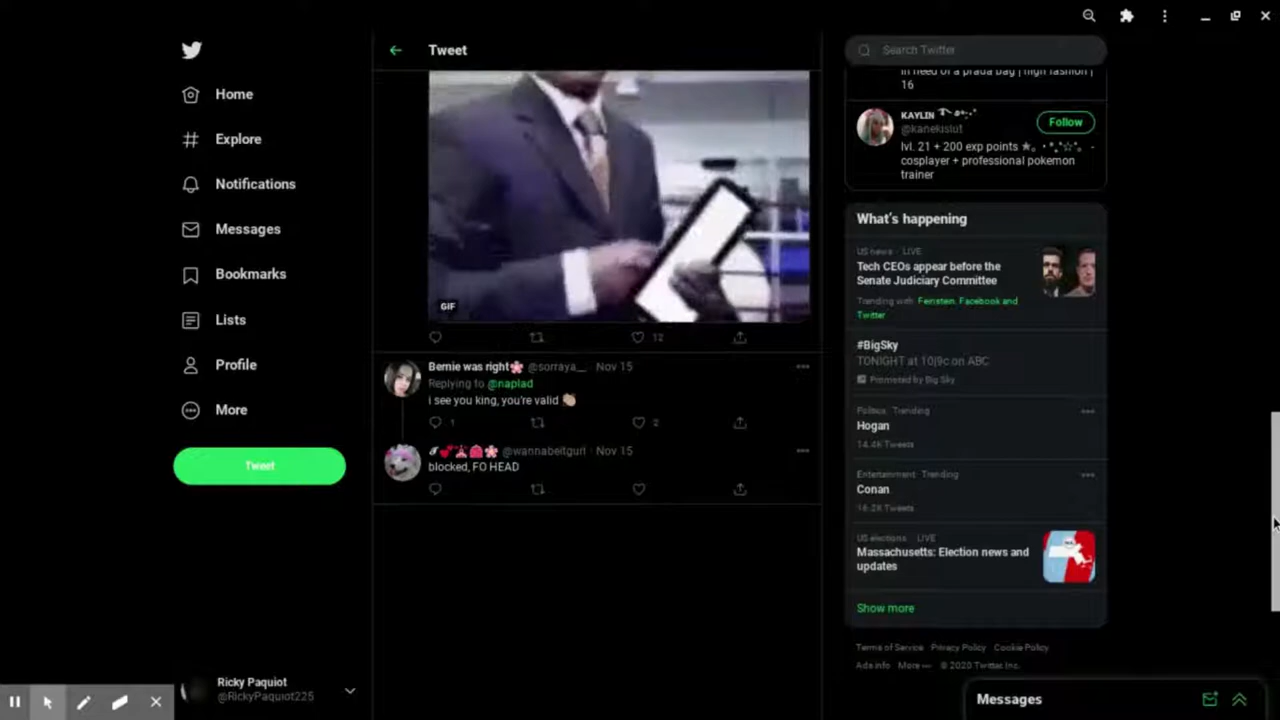 Home
Explore
Notifications
Messages
Bookmarks
Lists
Profile
More
Tweet
Ricky Paquiot
@RickyPaquiot225
Tweet
GIF
12
Bernie was right🌸 @sorraya__ Nov 15
Replying to @naplad
i see you king, you're valid 👏🏼
1
2
@wannabeitgurl · Nov 15
blocked, FO HEAD
Search Twitter
in need of a prada bag | high fashion |
16
KAYLIN
@kanekislut
Follow
lvl. 21 + 200 exp points
cosplayer + professional pokemon
trainer
What's happening
US news · LIVE
Tech CEOs appear before the
Senate Judiciary Committee
Trending with Feinstein, Facebook and
Twitter
#BigSky
TONIGHT at 10|9c on ABC
Promoted by Big Sky
Politics · Trending
Hogan
14.4K Tweets
Entertainment · Trending
Conan
16.2K Tweets
US elections · LIVE
Massachusetts: Election news and
updates
Show more
Terms of Service Privacy Policy Cookie Policy
Ads info More © 2020 Twitter, Inc.
Messages